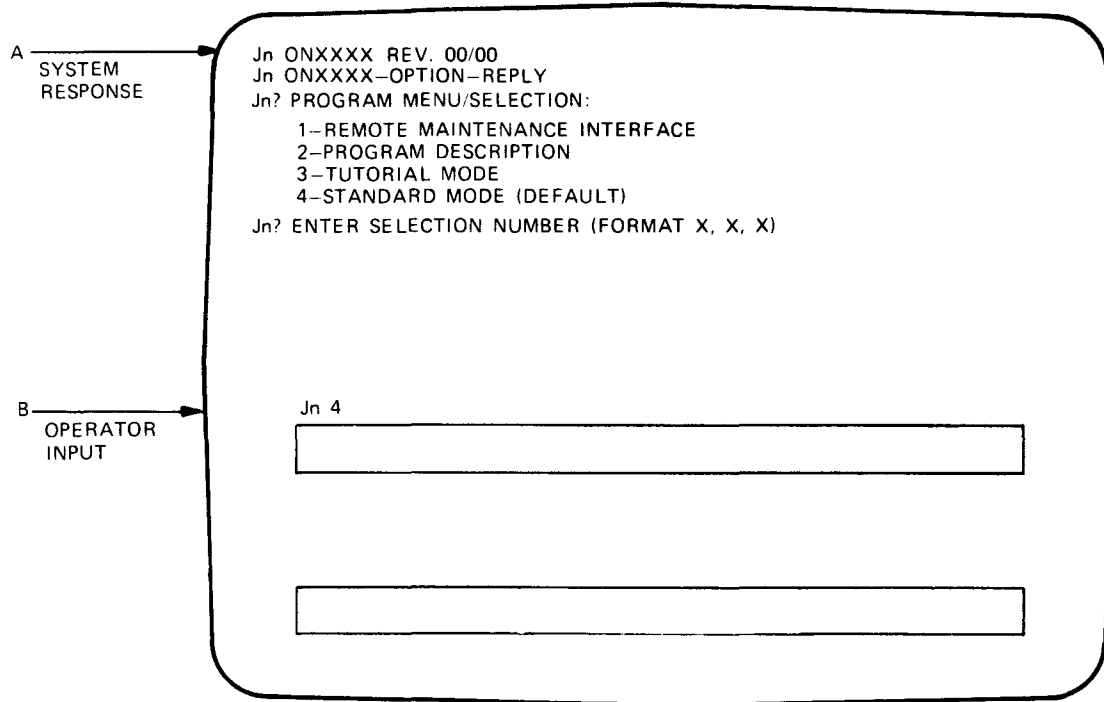 A
SYSTEM
RESPONSE
Jn ONXXXX REV. 00/00
Jn ONXXXX–OPTION–REPLY
Jn? PROGRAM MENU/SELECTION:
1–REMOTE MAINTENANCE INTERFACE
2–PROGRAM DESCRIPTION
3–TUTORIAL MODE
4–STANDARD MODE (DEFAULT)
Jn? ENTER SELECTION NUMBER (FORMAT X, X, X)
B
OPERATOR
INPUT
Jn 4